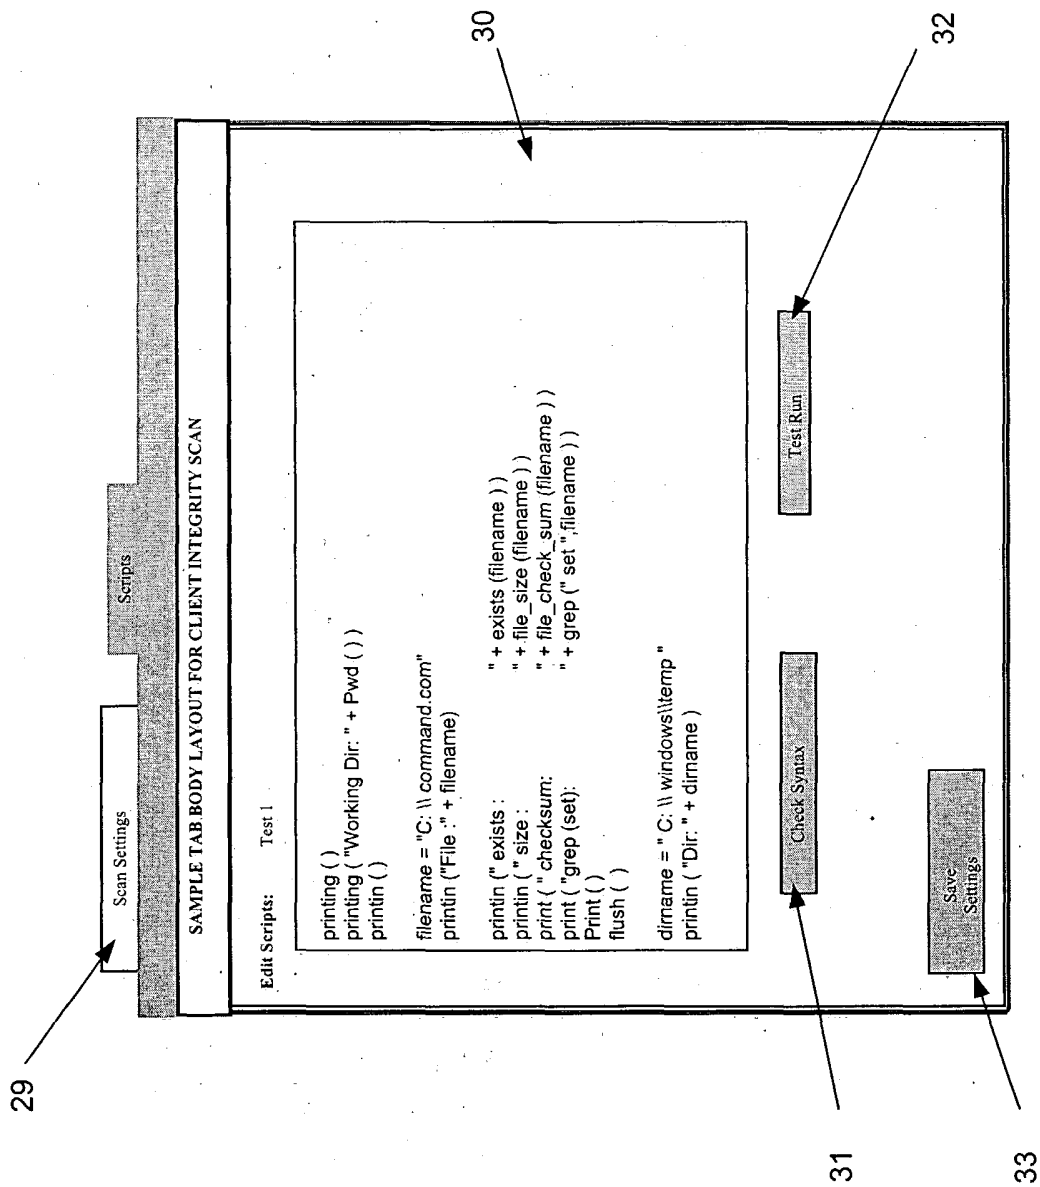 29
30
Scan Settings
Scripts
SAMPLE TAB BODY LAYOUT FOR CLIENT INTEGRITY SCAN
Edit Scripts: Test 1
printing ( )
printing ( "Working Dir: " + Pwd ( ) )
printin ( )
filename = "C: \\ command.com"
printin ("File :" + filename)
printin (" exists : " + exists (filename ) )
printin ( " size : " + file_size (filename ) )
print ( " checksum: " + file_check_sum (filename ) )
print ( "grep (set): " + grep (" set ",filename ) )
Print ( )
flush ( )
dirname = " C: \\ windows\\temp "
printin ( "Dir: " + dirname )
Check Syntax
Test Run
Save
Settings
31
32
33